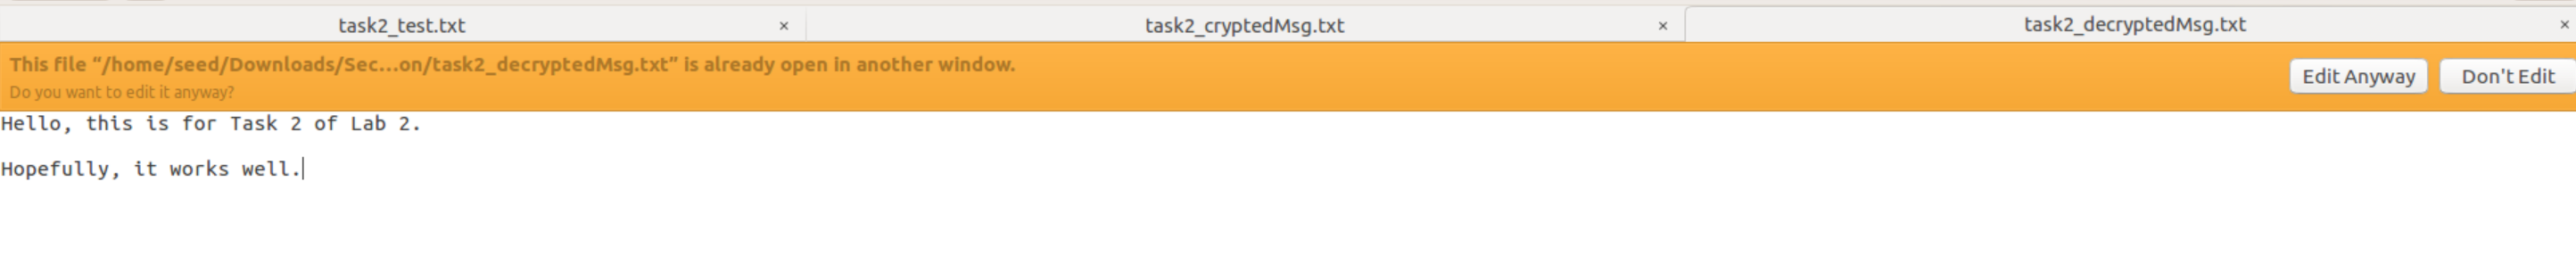 task2_test.txt × task2_cryptedMsg.txt × task2_decryptedMsg.txt ×
This file “/home/seed/Downloads/Sec...on/task2_decryptedMsg.txt” is already open in another window.
Do you want to edit it anyway?
Edit Anyway Don't Edit
Hello, this is for Task 2 of Lab 2.
Hopefully, it works well.